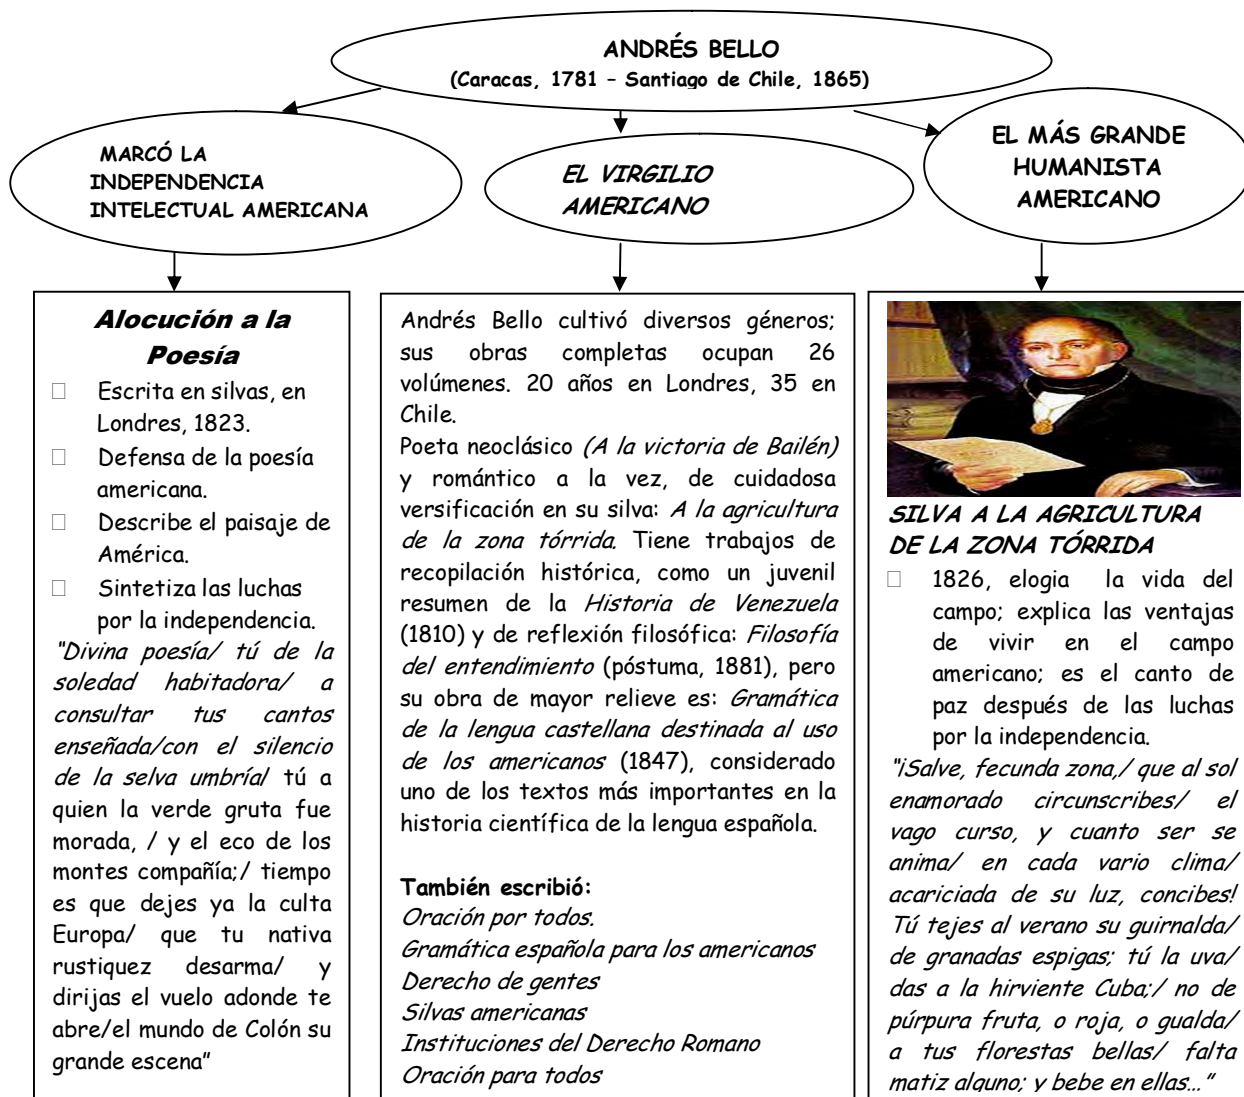 ANDRÉS BELLO
(Caracas, 1781 – Santiago de Chile, 1865)
MARCÓ LA
INDEPENDENCIA
INTELECTUAL AMERICANA
EL VIRGILIO
AMERICANO
EL MÁS GRANDE
HUMANISTA
AMERICANO
Alocución a la
Poesía
Escrita en silvas, en
Londres, 1823.
Defensa de la poesía
americana.
Describe el paisaje de
América.
Sintetiza las luchas
por la independencia.
"Divina poesía/ tú de la
soledad habitadora/ a
consultar tus cantos
enseñada/con el silencio
de la selva umbría/ tú a
quien la verde gruta fue
morada, / y el eco de los
montes compañía;/ tiempo
es que dejes ya la culta
Europa/ que tu nativa
rustiquez desarma/ y
dirijas el vuelo adonde te
abre/el mundo de Colón su
grande escena"
Andrés Bello cultivó diversos géneros;
sus obras completas ocupan 26
volúmenes. 20 años en Londres, 35 en
Chile.
Poeta neoclásico (A la victoria de Bailén)
y romántico a la vez, de cuidadosa
versificación en su silva: A la agricultura
de la zona tórrida. Tiene trabajos de
recopilación histórica, como un juvenil
resumen de la Historia de Venezuela
(1810) y de reflexión filosófica: Filosofía
del entendimiento (póstuma, 1881), pero
su obra de mayor relieve es: Gramática
de la lengua castellana destinada al uso
de los americanos (1847), considerado
uno de los textos más importantes en la
historia científica de la lengua española.
También escribió:
Oración por todos.
Gramática española para los americanos
Derecho de gentes
Silvas americanas
Instituciones del Derecho Romano
Oración para todos
SILVA A LA AGRICULTURA
DE LA ZONA TÓRRIDA
1826, elogia la vida del
campo; explica las ventajas
de vivir en el campo
americano; es el canto de
paz después de las luchas
por la independencia.
"¡Salve, fecunda zona,/ que al sol
enamorado circunscribes/ el
vago curso, y cuanto ser se
anima/ en cada vario clima/
acariciada de su luz, concibes!
Tú tejes al verano su guirnalda/
de granadas espigas; tú la uva/
das a la hirviente Cuba;/ no de
púrpura fruta, o roja, o gualda/
a tus florestas bellas/ falta
matiz alguno; y bebe en ellas…"